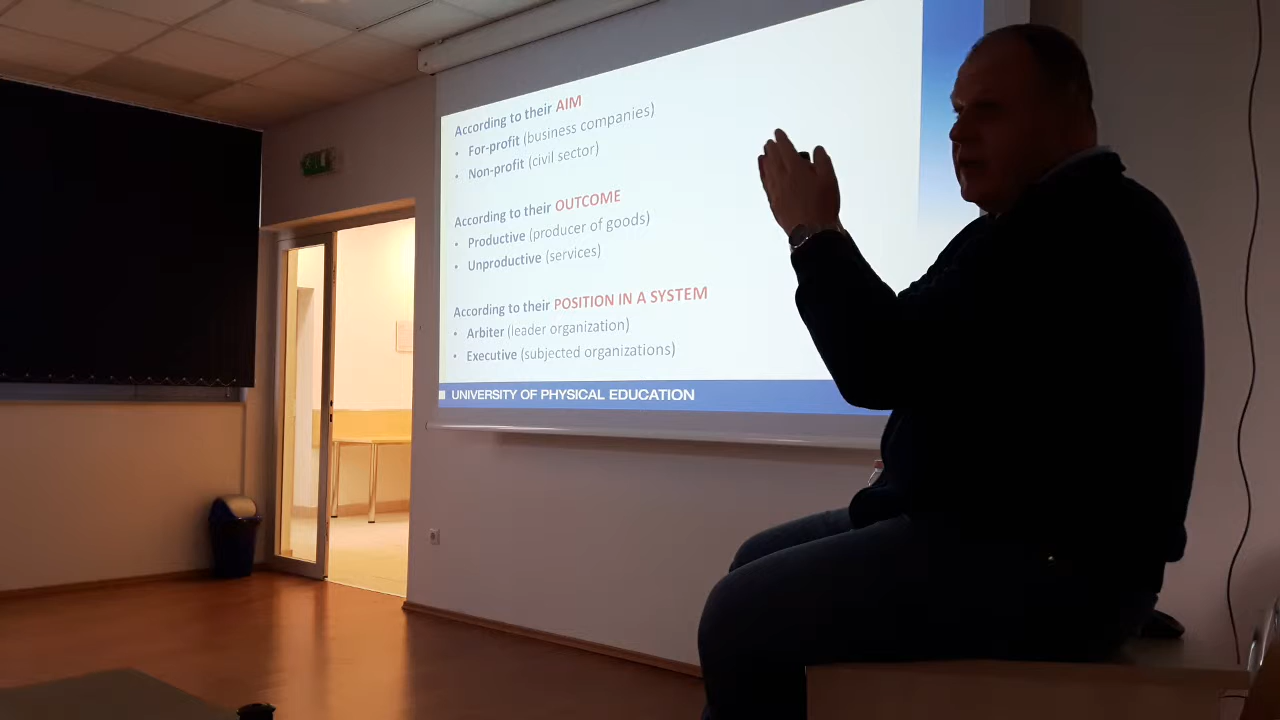 According to their AIM
• For-profit (business companies)
• Non-profit (civil sector)
According to their OUTCOME
• Productive (producer of goods)
• Unproductive (services)
According to their POSITION IN A SYSTEM
• Arbiter (leader organization)
• Executive (subjected organizations)
UNIVERSITY OF PHYSICAL EDUCATION